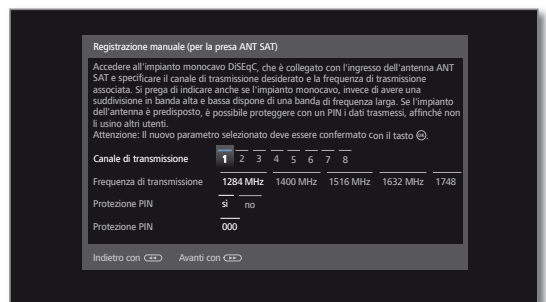 Registrazione manuale (per la presa ANT SAT)
Accedere all'impianto monocavo DiSEqC, che è collegato con l'ingresso dell'antenna ANT
SAT e specificare il canale di trasmissione desiderato e la frequenza di trasmissione
associata. Si prega di indicare anche se l'impianto monocavo, invece di avere una
suddivisione in banda alta e bassa dispone di una banda di frequenza larga. Se l'impianto
dell'antenna è predisposto, è possibile proteggere con un PIN i dati trasmessi, affinché non
li usino altri utenti.
Attenzione: Il nuovo parametro selezionato deve essere confermato con il tasto OK.
Canale di trasmissione 1 2 3 4 5 6 7 8
Frequenza di trasmissione 1284 MHz 1400 MHz 1516 MHz 1632 MHz 1748
Protezione PIN sì no
Protezione PIN 000
Indietro con Avanti con